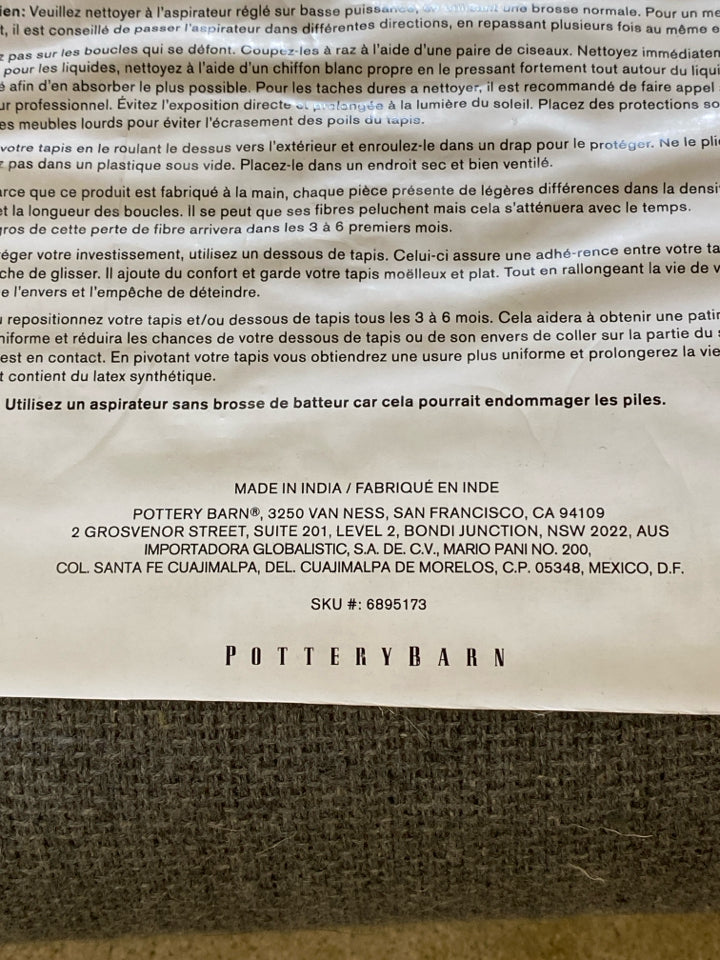 ien: Veuillez nettoyer à l'aspirateur réglé sur basse puissance, en utilisant une brosse normale. Pour un me
t, il est conseillé de passer l'aspirateur dans différentes directions, en repassant plusieurs fois au même e
z pas sur les boucles qui se défont. Coupez-les à raz à l'aide d'une paire de ciseaux. Nettoyez immédiatem
pour les liquides, nettoyez à l'aide d'un chiffon blanc propre en le pressant fortement tout autour du liqui
é afin d'en absorber le plus possible. Pour les taches dures a nettoyer, il est recommandé de faire appel
ur professionnel. Évitez l'exposition directe et prolongée à la lumière du soleil. Placez des protections so
es meubles lourds pour éviter l'écrasement des poils du tapis.
votre tapis en le roulant le dessus vers l'extérieur et enroulez-le dans un drap pour le protéger. Ne le plie
z pas dans un plastique sous vide. Placez-le dans un endroit sec et bien ventilé.
arce que ce produit est fabriqué à la main, chaque pièce présente de légères différences dans la densit
et la longueur des boucles. Il se peut que ses fibres peluchent mais cela s'atténuera avec le temps.
gros de cette perte de fibre arrivera dans les 3 à 6 premiers mois.
téger votre investissement, utilisez un dessous de tapis. Celui-ci assure une adhé-rence entre votre ta
che de glisser. Il ajoute du confort et garde votre tapis moëlleux et plat. Tout en rallongeant la vie de v
e l'envers et l'empêche de déteindre.
u repositionnez votre tapis et/ou dessous de tapis tous les 3 à 6 mois. Cela aidera à obtenir une patin
niforme et réduira les chances de votre dessous de tapis ou de son envers de coller sur la partie du s
est en contact. En pivotant votre tapis vous obtiendrez une usure plus uniforme et prolongerez la vie
t contient du latex synthétique.
Utilisez un aspirateur sans brosse de batteur car cela pourrait endommager les piles.
MADE IN INDIA / FABRIQUÉ EN INDE
POTTERY BARN®, 3250 VAN NESS, SAN FRANCISCO, CA 94109
2 GROSVENOR STREET, SUITE 201, LEVEL 2, BONDI JUNCTION, NSW 2022, AUS
IMPORTADORA GLOBALISTIC, S.A. DE. C.V., MARIO PANI NO. 200,
COL. SANTA FE CUAJIMALPA, DEL. CUAJIMALPA DE MORELOS, C.P. 05348, MEXICO, D.F.
SKU #: 6895173
POTTERY BARN